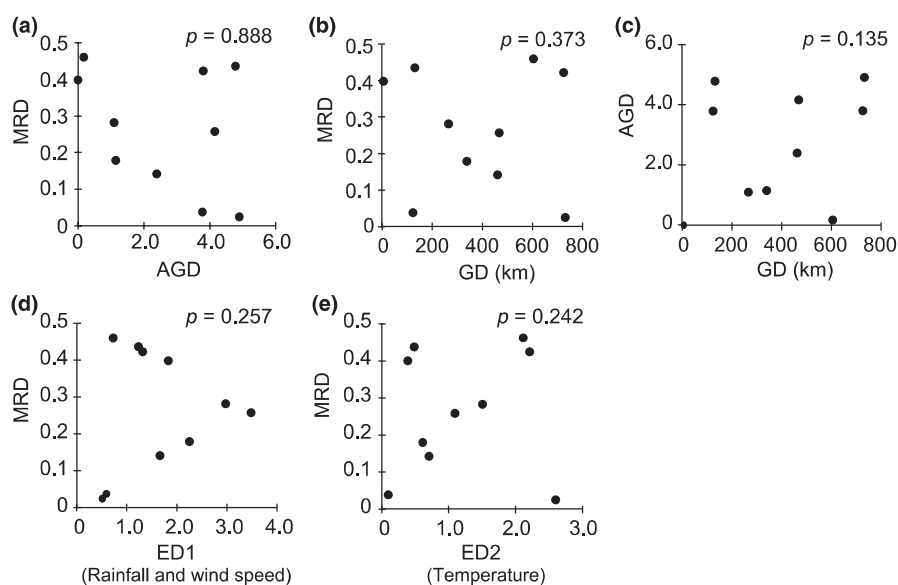 (a)
p = 0.888
0.5
0.4
0.3
0.2
0.1
0
MRD
0
2.0
4.0
6.0
AGD
(b)
p = 0.373
0.5
0.4
0.3
0.2
0.1
0
MRD
0
200
400
600
800
GD (km)
(c)
p = 0.135
6.0
4.0
2.0
0
AGD
0
200
400
600
800
GD (km)
(d)
p = 0.257
0.5
0.4
0.3
0.2
0.1
0
MRD
0
1.0
2.0
3.0
4.0
ED1
(Rainfall and wind speed)
(e)
p = 0.242
0.5
0.4
0.3
0.2
0.1
0
MRD
0
1.0
2.0
3.0
ED2
(Temperature)